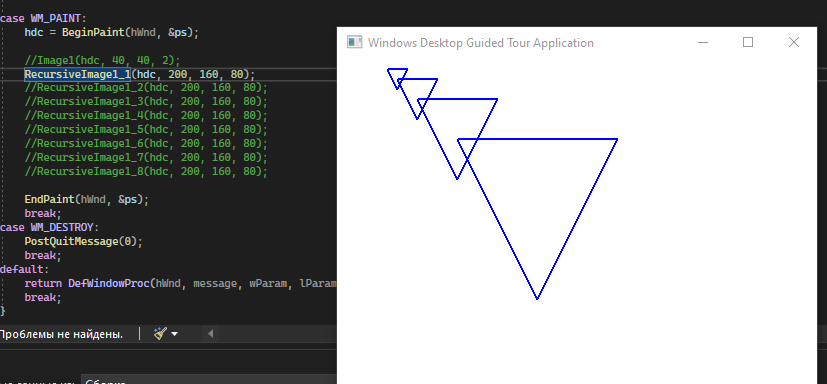 case WM_PAINT:
hdc = BeginPaint(hWnd, &ps);
//Image1(hdc, 40, 40, 2);
RecursiveImage1_1(hdc, 200, 160, 80);
//RecursiveImage1_2(hdc, 200, 160, 80);
//RecursiveImage1_3(hdc, 200, 160, 80);
//RecursiveImage1_4(hdc, 200, 160, 80);
//RecursiveImage1_5(hdc, 200, 160, 80);
//RecursiveImage1_6(hdc, 200, 160, 80);
//RecursiveImage1_7(hdc, 200, 160, 80);
//RecursiveImage1_8(hdc, 200, 160, 80);
EndPaint(hWnd, &ps);
break;
case WM_DESTROY:
PostQuitMessage(0);
break;
default:
return DefWindowProc(hWnd, message, wParam, lParam
break;
}
Проблемы не найдены.
Сборка
Windows Desktop Guided Tour Application